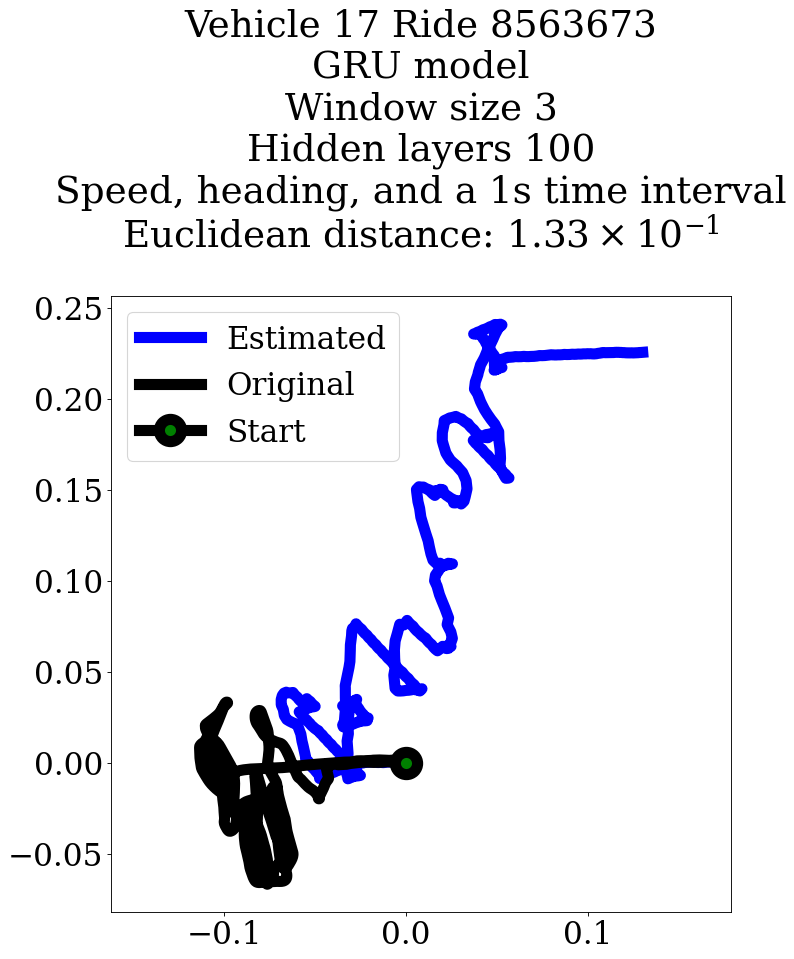 Vehicle 17 Ride 8563673
GRU model
Window size 3
Hidden layers 100
Speed, heading, and a 1s time interval
Euclidean distance: 1.33 × 10⁻¹
0.25
0.20
0.15
0.10
0.05
0.00
−0.05
Estimated
Original
Start
−0.1
0.0
0.1